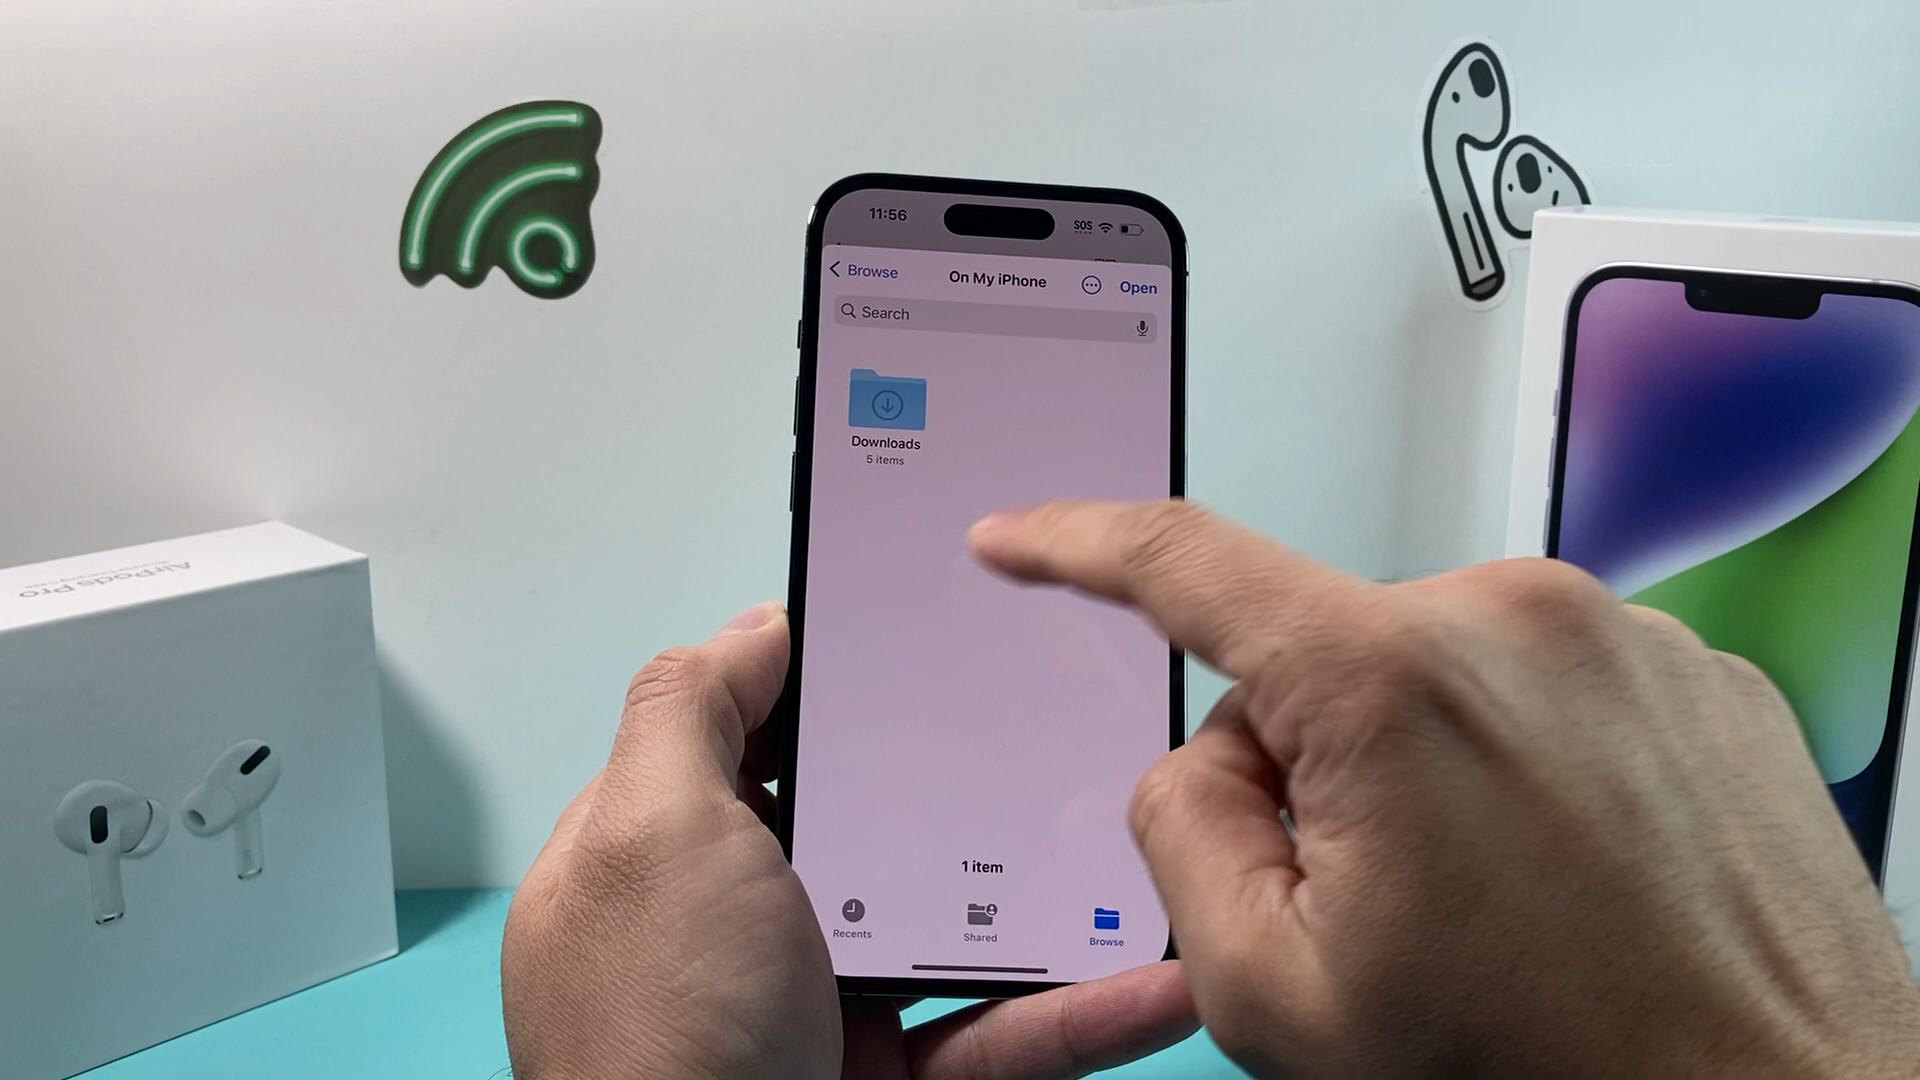 11:56
SOS
Browse
On My iPhone
Open
Search
Downloads
5 items
1 item
Recents
Shared
Browse
AirPods Pro